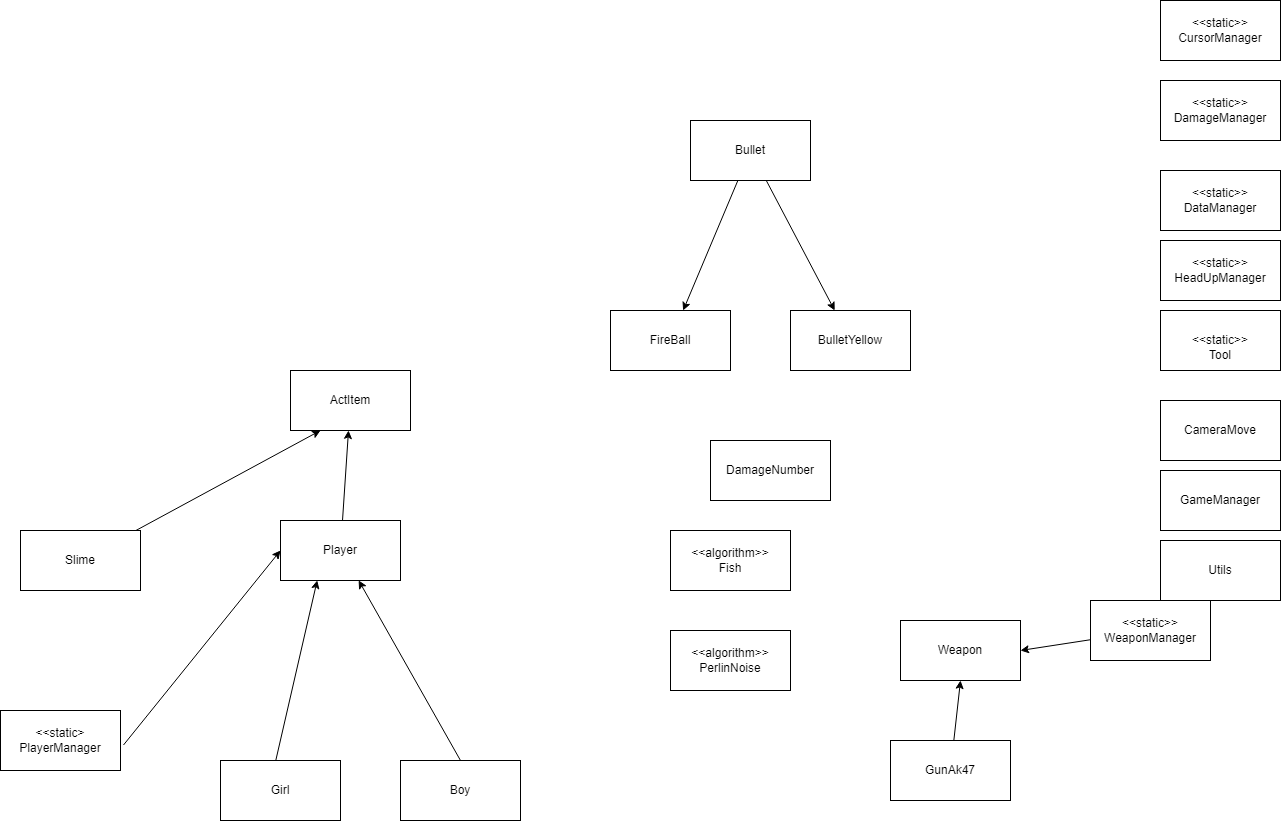 <<static>>
CursorManager
<<static>>
DamageManager
Bullet
<<static>>
DataManager
<<static>>
HeadUpManager
FireBall
BulletYellow
<<static>>
Tool
ActItem
CameraMove
DamageNumber
GameManager
Slime
Player
<<algorithm>>
Fish
Utils
<<static>>
WeaponManager
Weapon
<<algorithm>>
PerlinNoise
<<static>
PlayerManager
GunAk47
Girl
Boy